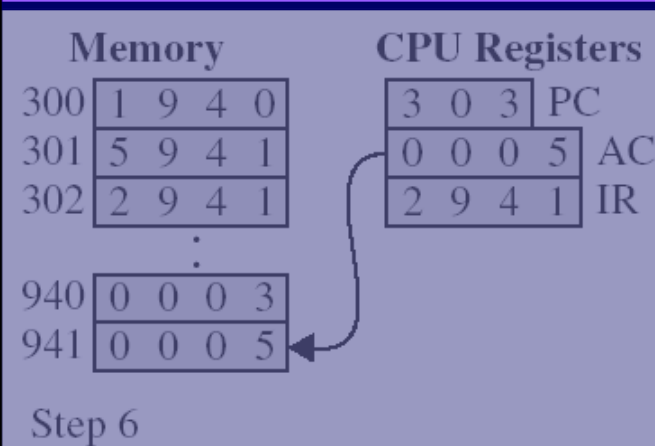 Memory CPU Registers
300 1 9 4 0 3 0 3 PC
301 5 9 4 1 0 0 0 5 AC
302 2 9 4 1 2 9 4 1 IR
940 0 0 0 3
941 0 0 0 5
Step 6